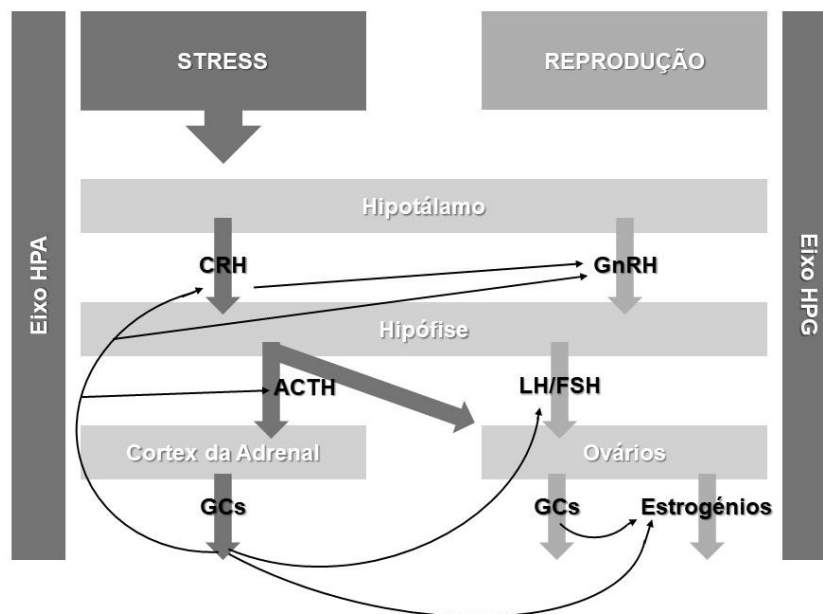 STRESS
REPRODUÇÃO
Eixo HPA
Hipotálamo
Eixo HPG
CRH
GnRH
Hipófise
ACTH
LH/FSH
Cortex da Adrenal
Ovários
GCs
GCs
Estrogénios